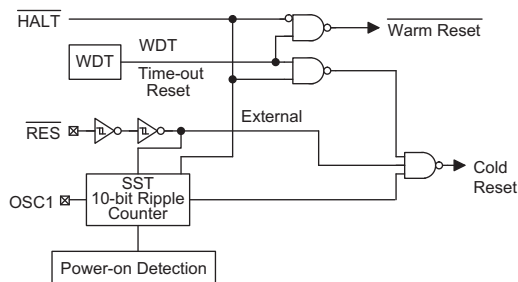 HALT
WDT
WDT
Time-out
Reset
Warm Reset
RES
External
Cold
Reset
OSC1
SST
10-bit Ripple
Counter
Power-on Detection